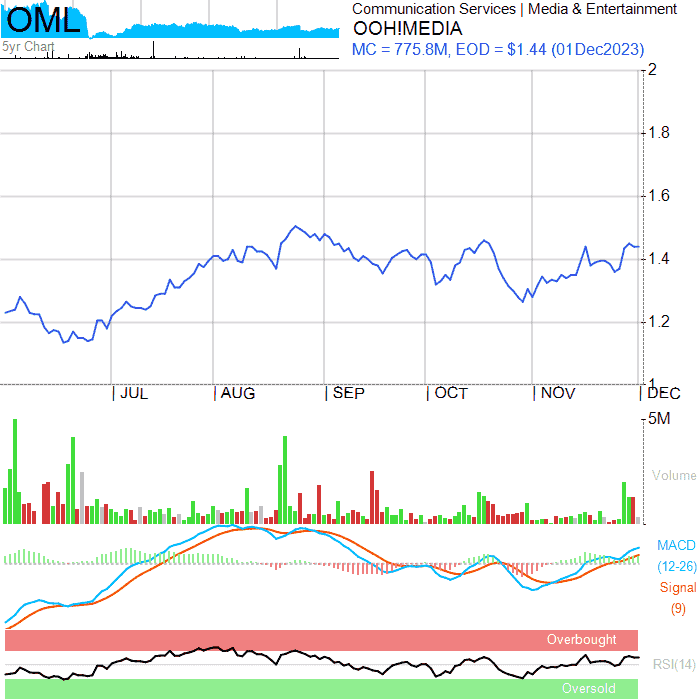 OML
Communication Services | Media & Entertainment
OOH!MEDIA
5yr Chart
MC = 775.8M, EOD = $1.44 (01Dec2023)
2
1.8
1.6
1.4
1.2
1
JUL
AUG
SEP
OCT
NOV
DEC
5M
Volume
MACD
(12-26)
Signal
(9)
Overbought
RSI(14)
Oversold